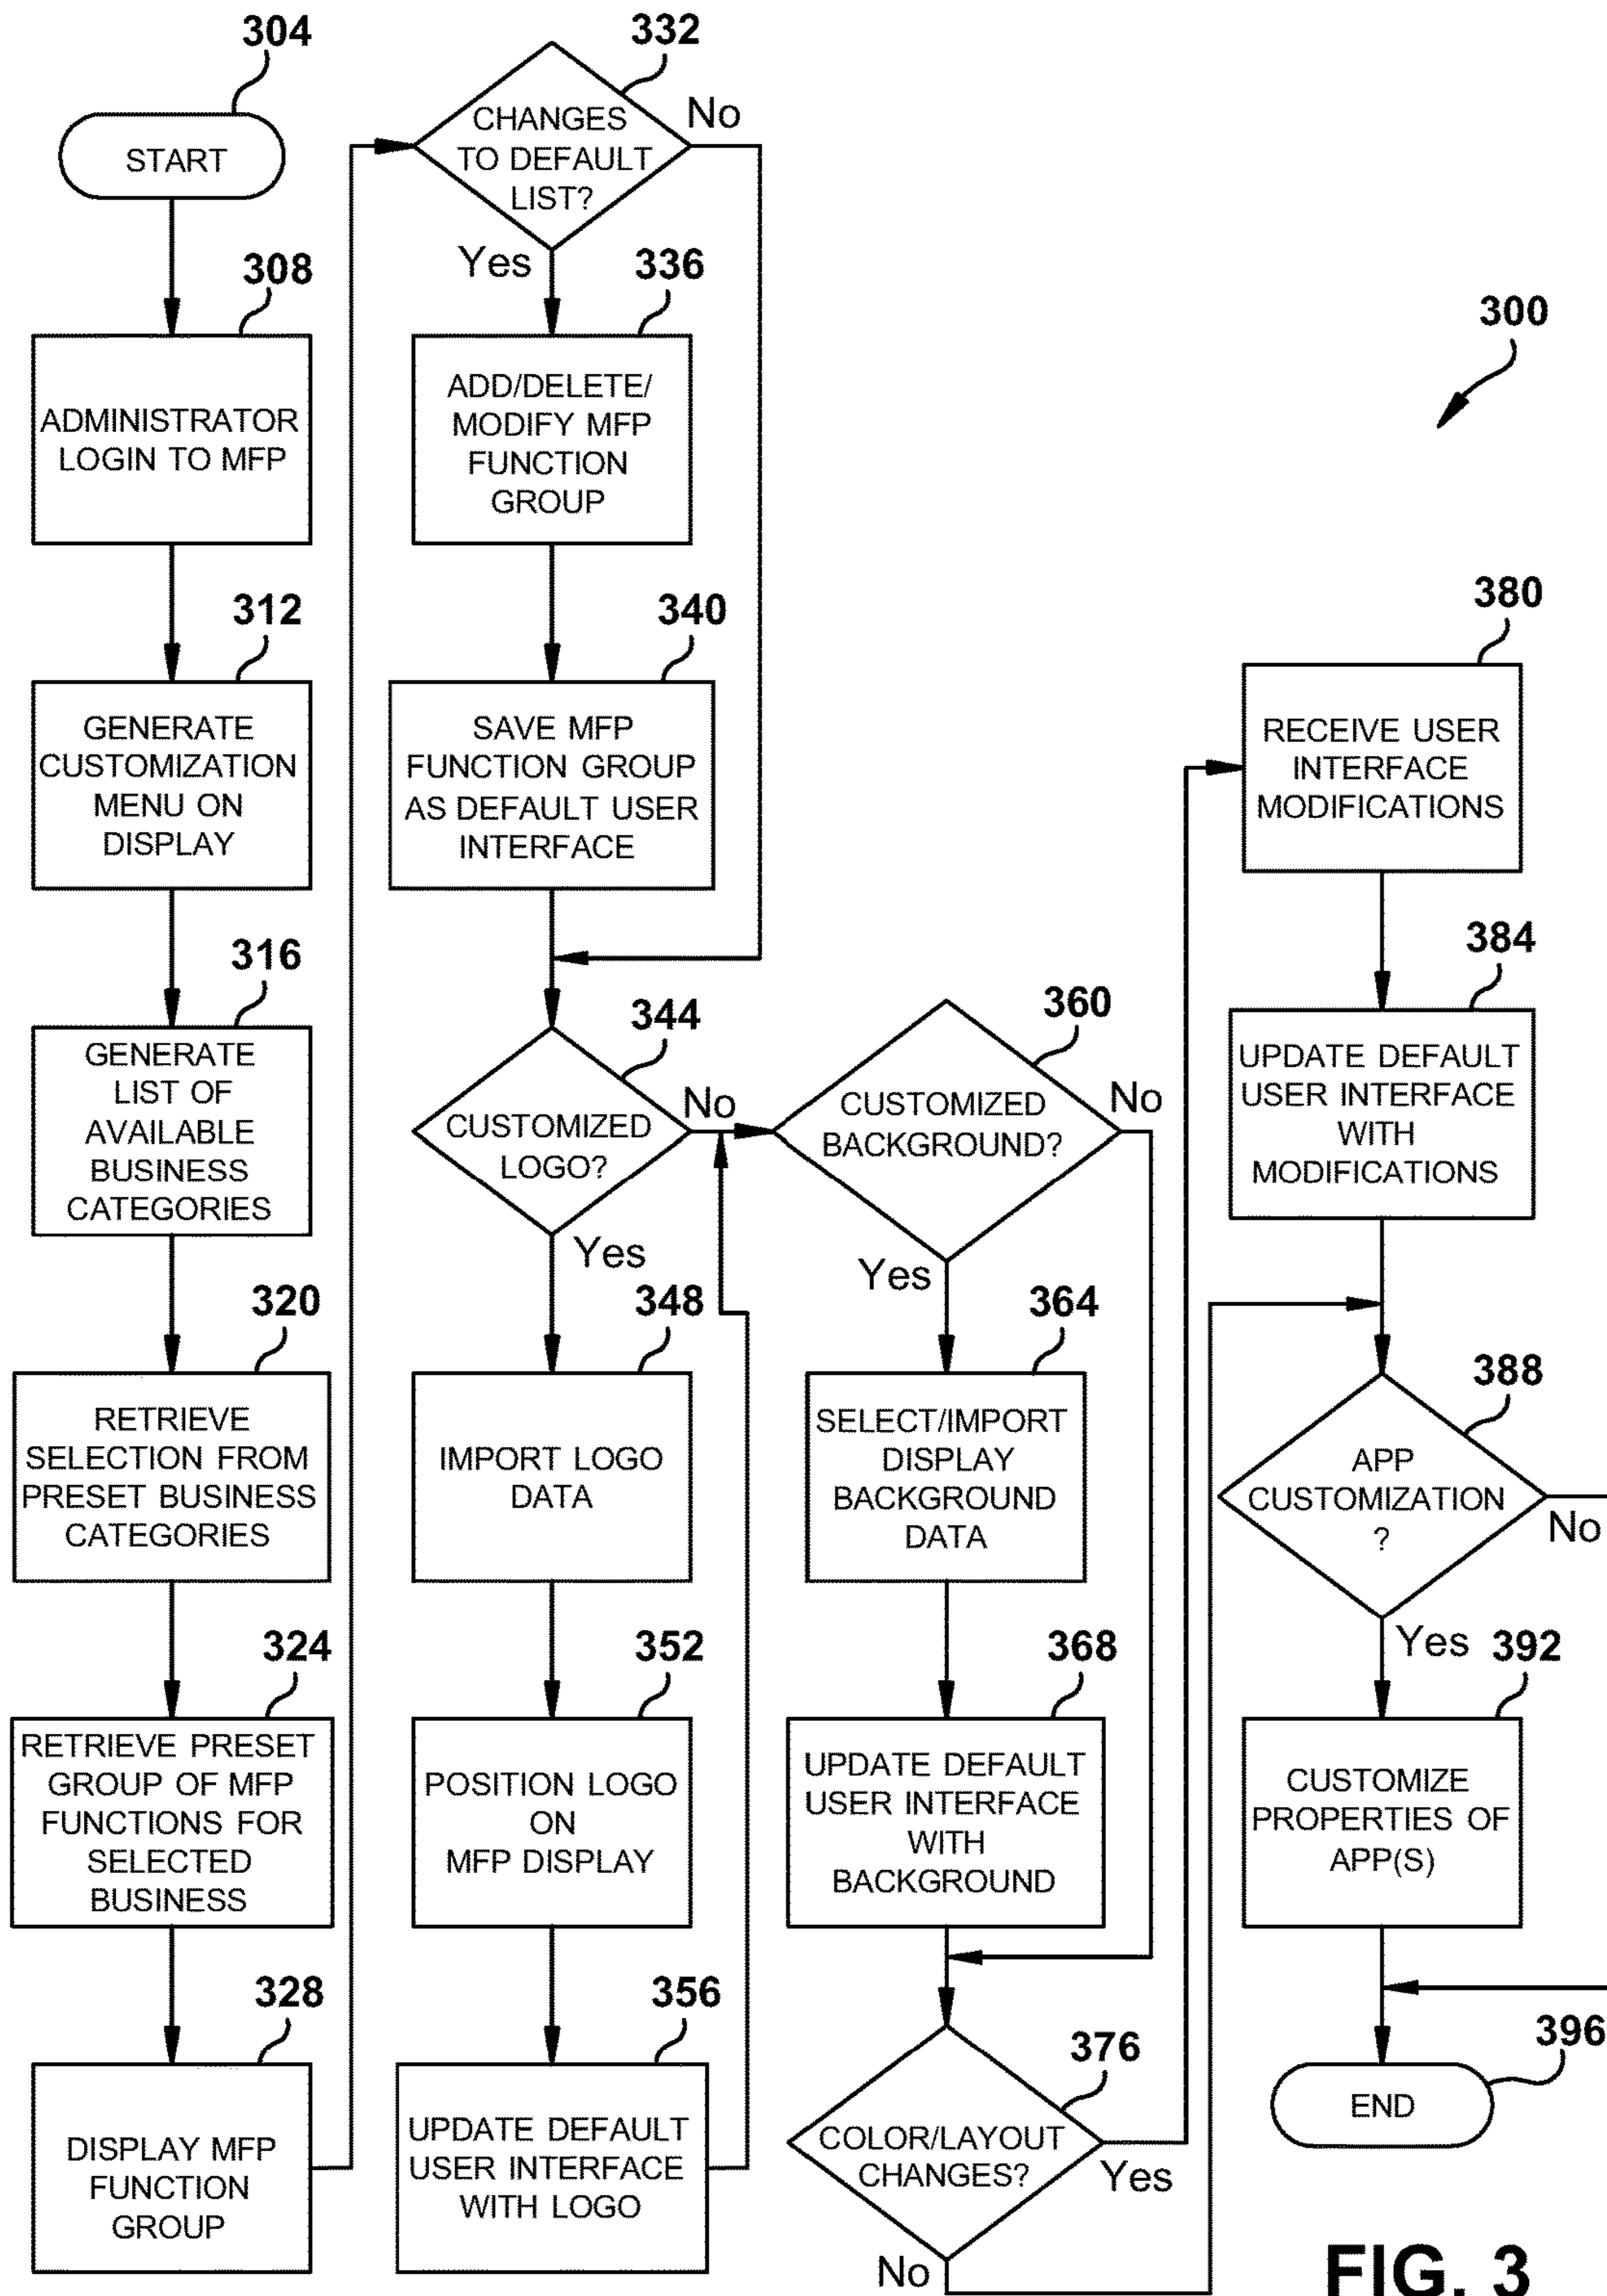 304
START
308
ADMINISTRATOR
LOGIN TO MFP
312
GENERATE
CUSTOMIZATION
MENU ON
DISPLAY
316
GENERATE
LIST OF
AVAILABLE
BUSINESS
CATEGORIES
320
RETRIEVE
SELECTION FROM
PRESET BUSINESS
CATEGORIES
324
RETRIEVE PRESET
GROUP OF MFP
FUNCTIONS FOR
SELECTED
BUSINESS
328
DISPLAY MFP
FUNCTION
GROUP
332
CHANGES
TO DEFAULT
LIST?
No
Yes
336
ADD/DELETE/
MODIFY MFP
FUNCTION
GROUP
340
SAVE MFP
FUNCTION GROUP
AS DEFAULT USER
INTERFACE
344
CUSTOMIZED
LOGO?
No
Yes
348
IMPORT LOGO
DATA
352
POSITION LOGO
ON
MFP DISPLAY
356
UPDATE DEFAULT
USER INTERFACE
WITH LOGO
360
CUSTOMIZED
BACKGROUND?
No
Yes
364
SELECT/IMPORT
DISPLAY
BACKGROUND
DATA
368
UPDATE DEFAULT
USER INTERFACE
WITH
BACKGROUND
376
COLOR/LAYOUT
CHANGES?
Yes
No
300
380
RECEIVE USER
INTERFACE
MODIFICATIONS
384
UPDATE DEFAULT
USER INTERFACE
WITH
MODIFICATIONS
388
APP
CUSTOMIZATION
?
No
Yes
392
CUSTOMIZE
PROPERTIES OF
APP(S)
396
END
FIG. 3